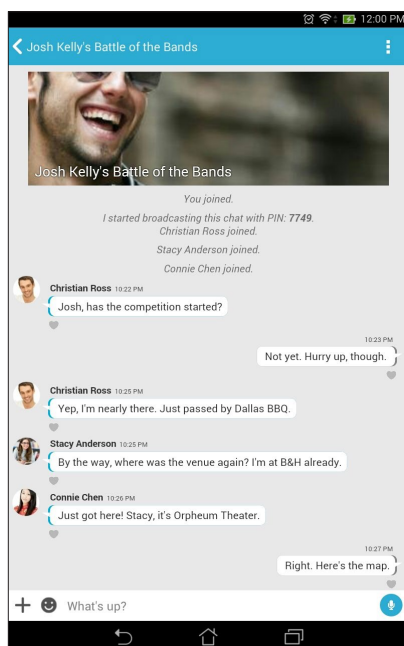 12:00 PM
Josh Kelly's Battle of the Bands
Josh Kelly's Battle of the Bands
You joined.
I started broadcasting this chat with PIN: 7749.
Christian Ross joined.
Stacy Anderson joined.
Connie Chen joined.
Christian Ross 10:22 PM
Josh, has the competition started?
10:23 PM
Not yet. Hurry up, though.
Christian Ross 10:25 PM
Yep, I'm nearly there. Just passed by Dallas BBQ.
Stacy Anderson 10:25 PM
By the way, where was the venue again? I'm at B&H already.
Connie Chen 10:26 PM
Just got here! Stacy, it's Orpheum Theater.
10:27 PM
Right. Here's the map.
What's up?